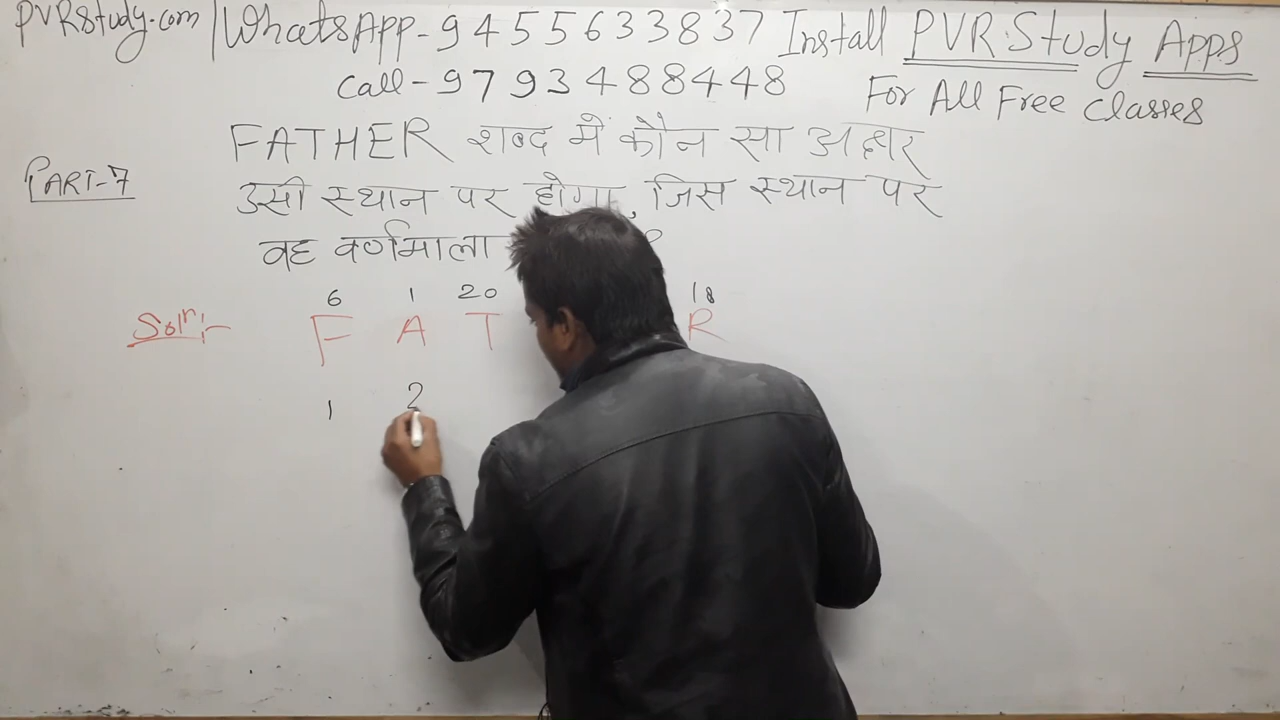 PVRStudy.com | WhatsApp - 9455633837 Install PVR Study Apps
Call - 9793488448 For All Free Classes
FATHER शब्द में कौन सा अक्षर
PART-7
उसी स्थान पर होगा, जिस स्थान पर
वह वर्णमाला ?
6 1 20 18
Soln:- F A T R
1 2